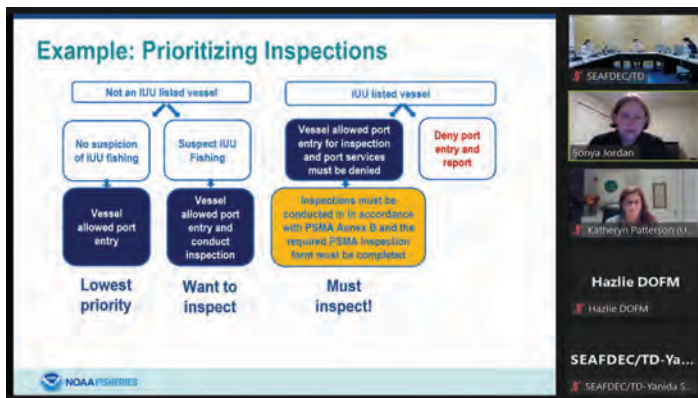 Example: Prioritizing Inspections
Not an IUU listed vessel
IUU listed vessel
No suspicion
of IUU fishing
Suspect IUU
Fishing
Vessel allowed port
entry for inspection
and port services
must be denied
Deny port
entry and
report
Vessel
allowed port
entry
Vessel
allowed port
entry and
conduct
inspection
Inspections must be
conducted in in accordance
with PSMA Annex B and the
required PSMA Inspection
form must be completed
Lowest
priority
Want to
inspect
Must
inspect!
NOAA FISHERIES
SEAFDEC/TD
Sonya Jordan
Katheryn Patterson (U...
Hazlie DOFM
Hazlie DOFM
SEAFDEC/TD-Ya...
SEAFDEC/TD-Yanida S...